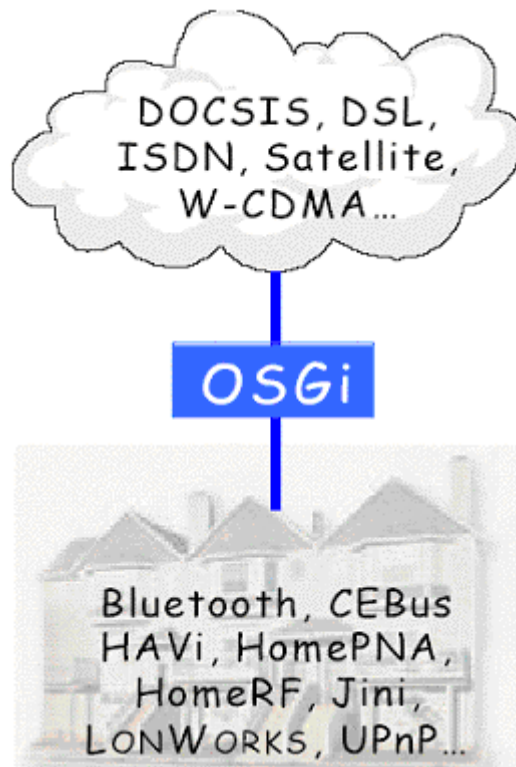 DOCSIS, DSL,
ISDN, Satellite,
W-CDMA...
OSGi
Bluetooth, CEBus
HAVi, HomePNA,
HomeRF, Jini,
LONWORKS, UPnP...